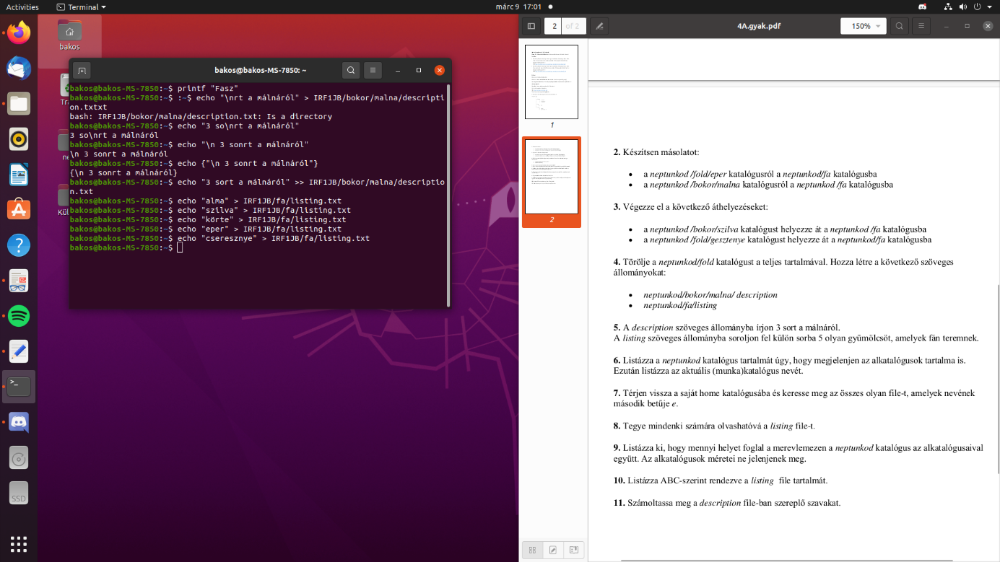 Activities
Terminal
márc 9 17:01
bakos
bakos@bakos-MS-7850: ~
bakos@bakos-MS-7850:~$ printf "Fasz"
bakos@bakos-MS-7850:~$ :~$ echo "\nrt a málnáról" > IRF1JB/bokor/malna/descripti
on.txtxt
bash: IRF1JB/bokor/malna/description.txt: Is a directory
bakos@bakos-MS-7850:~$ echo "3 so\nrt a málnáról"
3 so\nrt a málnáról
bakos@bakos-MS-7850:~$ echo "\n 3 sonrt a málnáról"
\n 3 sonrt a málnáról
bakos@bakos-MS-7850:~$ echo {"\n 3 sonrt a málnáról"}
{\n 3 sonrt a málnáról}
bakos@bakos-MS-7850:~$ echo "3 sort a málnáról" >> IRF1JB/bokor/malna/descriptio
n.txt
bakos@bakos-MS-7850:~$ echo "alma" > IRF1JB/fa/listing.txt
bakos@bakos-MS-7850:~$ echo "szilva" > IRF1JB/fa/listing.txt
bakos@bakos-MS-7850:~$ echo "körte" > IRF1JB/fa/listing.txt
bakos@bakos-MS-7850:~$ echo "eper" > IRF1JB/fa/listing.txt
bakos@bakos-MS-7850:~$ echo "cseresznye" > IRF1JB/fa/listing.txt
bakos@bakos-MS-7850:~$
SSD
2 of 2
4A.gyak.pdf
150%
1
2
2. Készítsen másolatot:
• a neptunkod /fold/eper katalógusról a neptunkod/fa katalógusba
• a neptunkod /bokor/malna katalógusról a neptunkod /fa katalógusba
3. Végezze el a következő áthelyezéseket:
• a neptunkod /bokor/szilva katalógust helyezze át a neptunkod /fa katalógusba
• a neptunkod /fold/gesztenye katalógust helyezze át a neptunkod/fa katalógusba
4. Törölje a neptunkod/fold katalógust a teljes tartalmával. Hozza létre a következő szöveges
állományokat:
• neptunkod/bokor/malna/ description
• neptunkod/fa/listing
5. A description szöveges állományba írjon 3 sort a málnáról.
A listing szöveges állományba soroljon fel külön sorba 5 olyan gyümölcsöt, amelyek fán teremnek.
6. Listázza a neptunkod katalógus tartalmát úgy, hogy megjelenjen az alkatalógusok tartalma is.
Ezután listázza az aktuális (munka)katalógus nevét.
7. Térjen vissza a saját home katalógusába és keresse meg az összes olyan file-t, amelyek nevének
második betűje e.
8. Tegye mindenki számára olvashatóvá a listing file-t.
9. Listázza ki, hogy mennyi helyet foglal a merevlemezen a neptunkod katalógus az alkatalógusaival
együtt. Az alkatalógusok méretei ne jelenjenek meg.
10. Listázza ABC-szerint rendezve a listing file tartalmát.
11. Számoltassa meg a description file-ban szereplő szavakat.